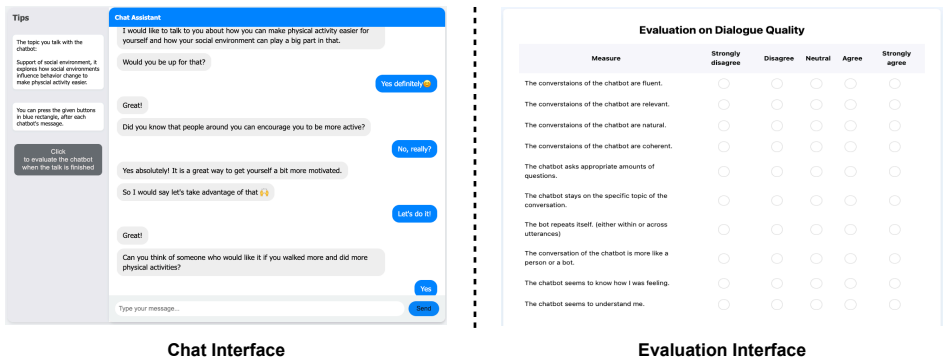 Tips
The topic you talk with the
chatbot:
Support of social environment, it
explores how social environments
influence behavior change to
make physcial activity easier.
You can press the given buttons
in blue rectangle, after each
chatbot's message.
Click
to evaluate the chatbot
when the talk is finished
Chat Assistant
I would like to talk to you about how you can make physical activity easier for
yourself and how your social environment can play a big part in that.
Would you be up for that?
Yes definitely😄
Great!
Did you know that people around you can encourage you to be more active?
No, really?
Yes absolutely! It is a great way to get yourself a bit more motivated.
So I would say let's take advantage of that 🙌
Let's do it!
Great!
Can you think of someone who would like it if you walked more and did more
physical activities?
Yes
Type your message...
Send
Chat Interface
Evaluation on Dialogue Quality
Measure
Strongly
disagree
Disagree
Neutral
Agree
Strongly
agree
The converstaions of the chatbot are fluent.
The converstaions of the chatbot are relevant.
The converstaions of the chatbot are natural.
The converstaions of the chatbot are coherent.
The chatbot asks appropriate amounts of
questions.
The chatbot stays on the specific topic of the
conversation.
The bot repeats itself. (either within or across
utterances)
The conversation of the chatbot is more like a
person or a bot.
The chatbot seems to know how I was feeling.
The chatbot seems to understand me.
Evaluation Interface